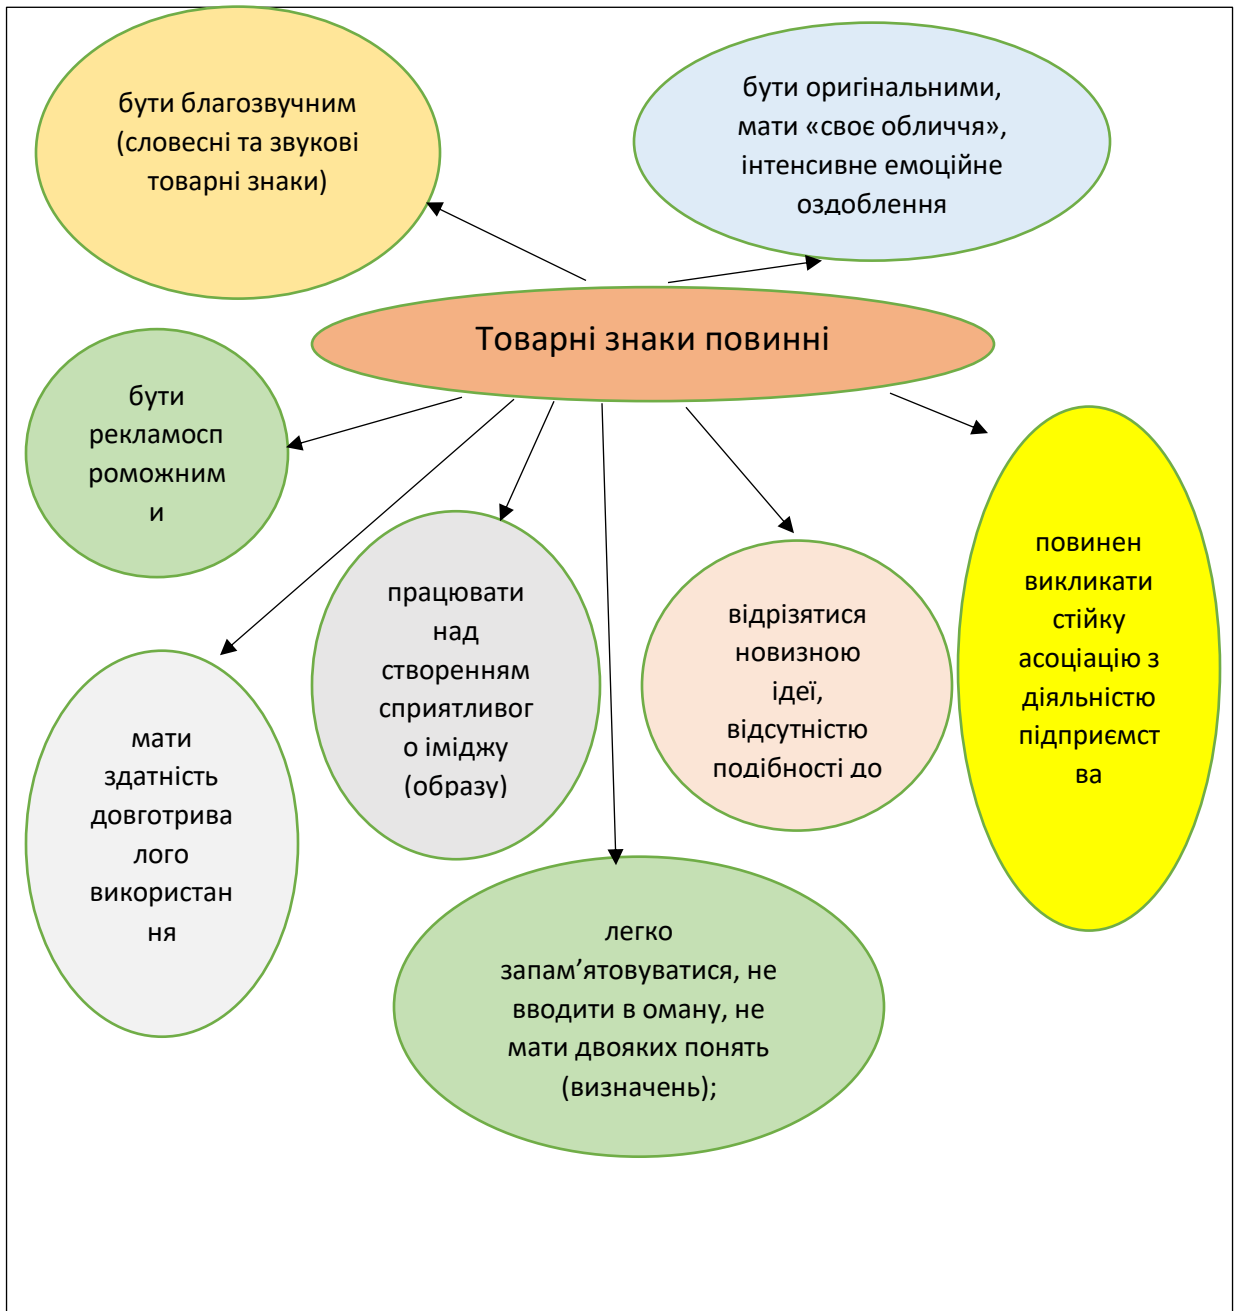 бути благозвучним
(словесні та звукові
товарні знаки)
бути оригінальними,
мати «своє обличчя»,
інтенсивне емоційне
оздоблення
Товарні знаки повинні
бути
рекламосп
роможним
и
працювати
над
створенням
сприятливог
о іміджу
(образу)
відрізятися
новизною
ідеї,
відсутністю
подібності до
повинен
викликати
стійку
асоціацію з
діяльністю
підприємст
ва
мати
здатність
довготрива
лого
використан
ня
легко
запам’ятовуватися, не
вводити в оману, не
мати двояких понять
(визначень);